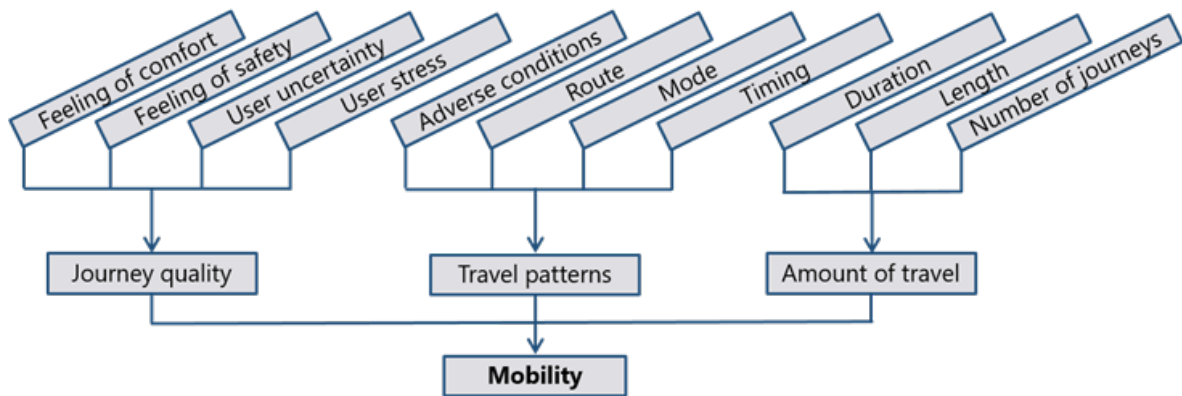 Feeling of comfort
Feeling of safety
User uncertainty
User stress
Adverse conditions
Route
Mode
Timing
Duration
Length
Number of journeys
Journey quality
Travel patterns
Amount of travel
Mobility